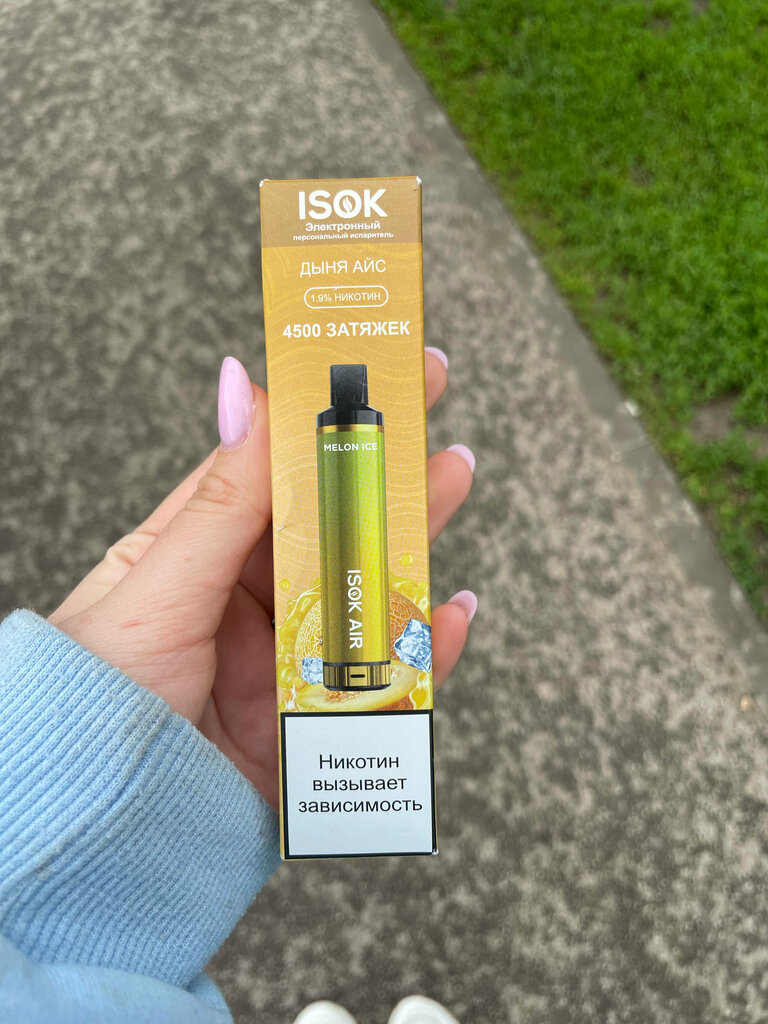 ISOK
Электронный
персональный испаритель
ДЫНЯ АЙС
1,9% НИКОТИН
4500 ЗАТЯЖЕК
MELON ICE
ISOK AIR
Никотин
вызывает
зависимость